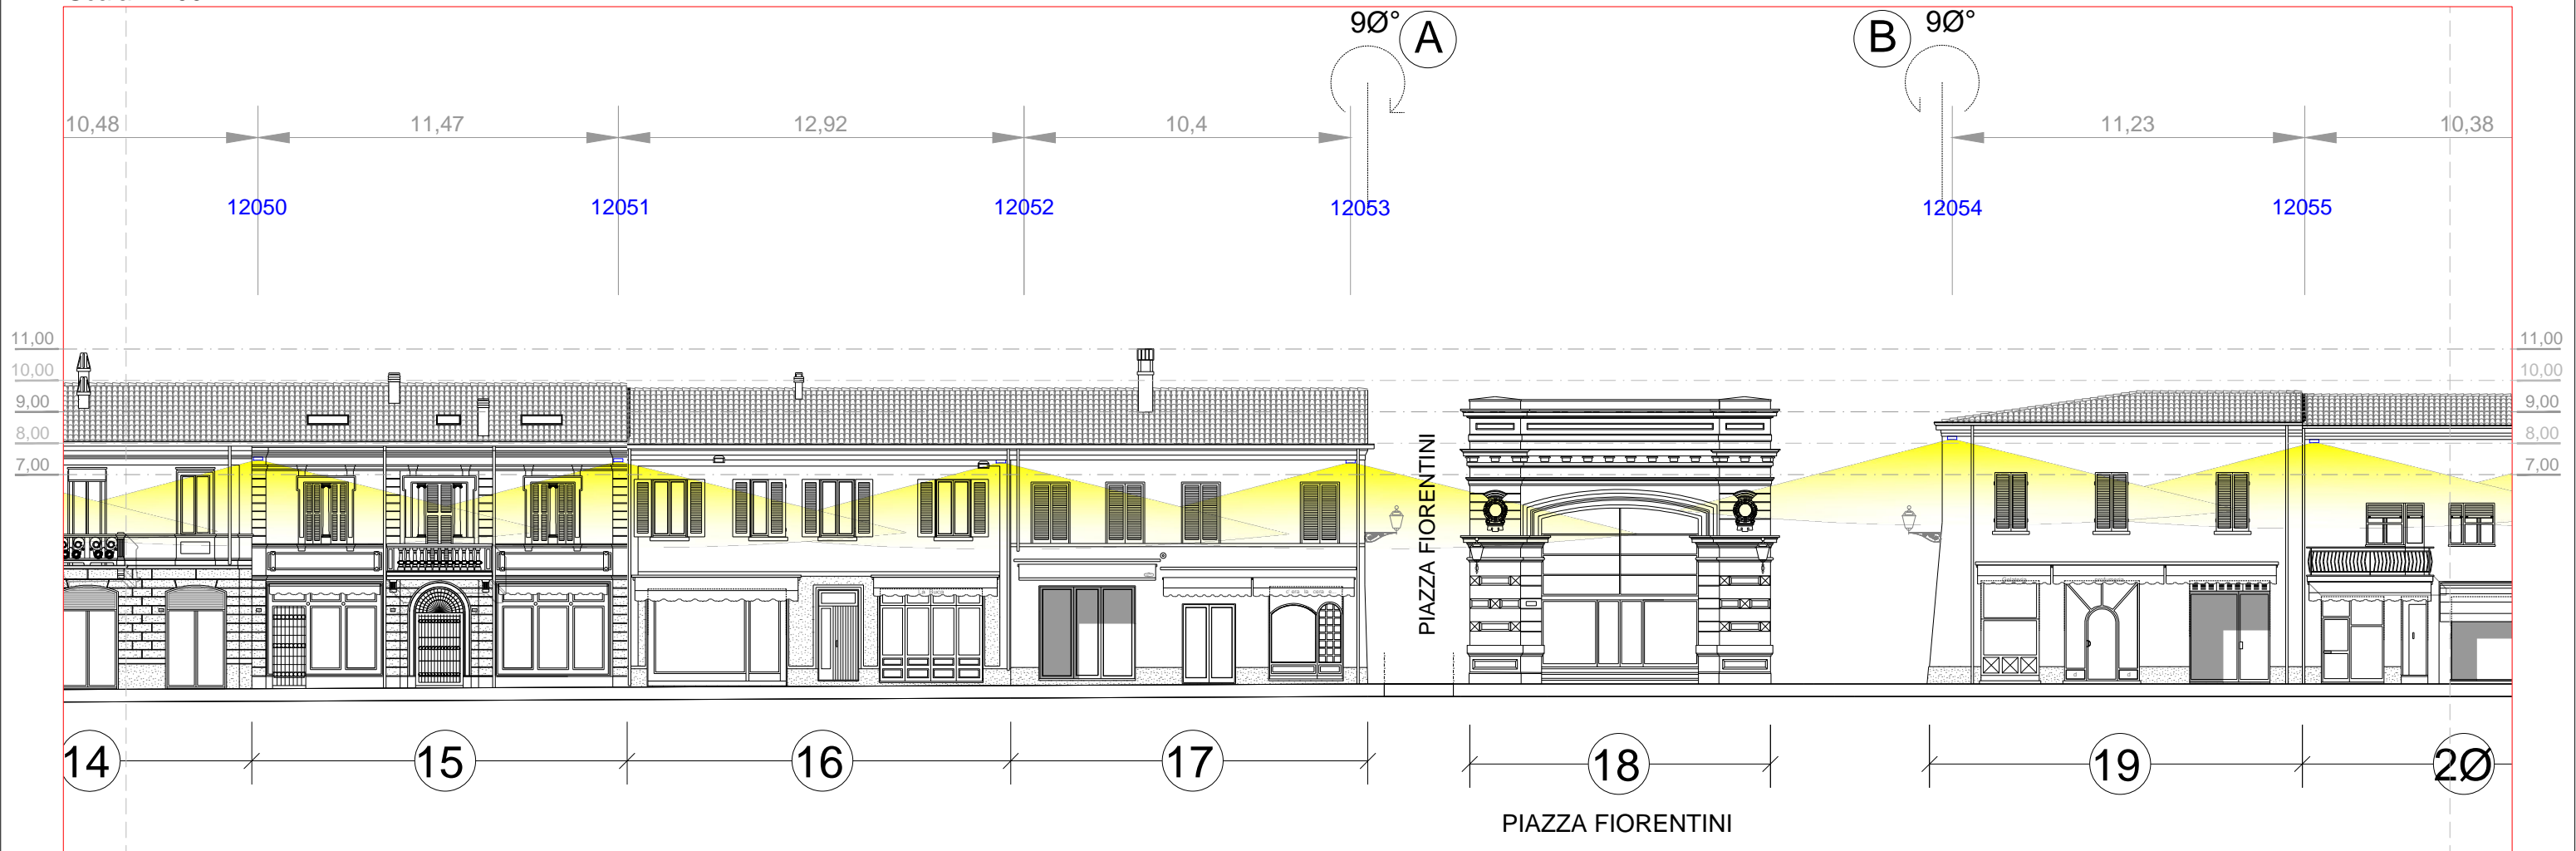 9Ø° A B 9Ø°
10,48 11,47 12,92 10,4 11,23 10,38
12050 12051 12052 12053 12054 12055
11,00 11,00
10,00 10,00
9,00 9,00
8,00 8,00
7,00 7,00
PIAZZA FIORENTINI
14 15 16 17 18 19 2Ø
PIAZZA FIORENTINI